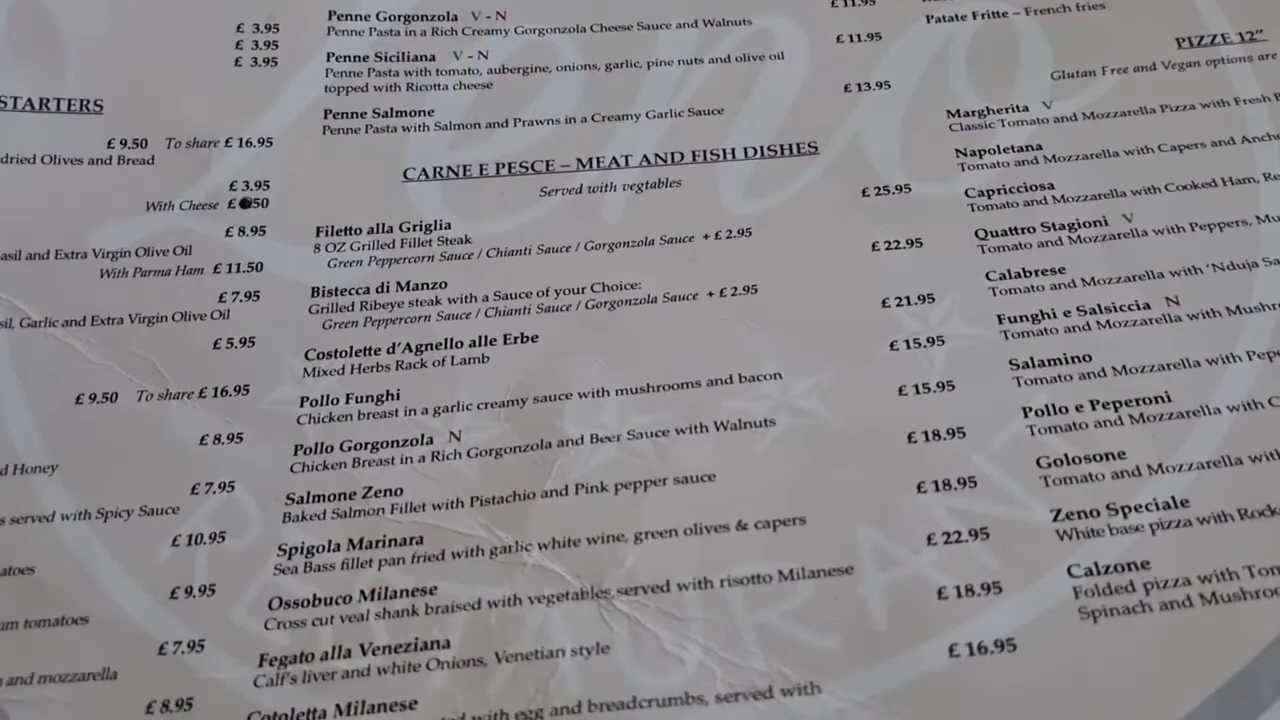 £ 3.95
£ 3.95
£ 3.95
STARTERS
£ 9.50 To share £ 16.95
dried Olives and Bread
£ 3.95
With Cheese £ 50
£ 8.95
asil and Extra Virgin Olive Oil
With Parma Ham £ 11.50
£ 7.95
sil, Garlic and Extra Virgin Olive Oil
£ 5.95
£ 9.50 To share £ 16.95
£ 8.95
d Honey
£ 7.95
s served with Spicy Sauce
£ 10.95
atoes
£ 9.95
um tomatoes
£ 7.95
and mozzarella
£ 8.95
Penne Gorgonzola V - N
Penne Pasta in a Rich Creamy Gorgonzola Cheese Sauce and Walnuts
£ 11.95
Penne Siciliana V - N
£ 11.95
Penne Pasta with tomato, aubergine, onions, garlic, pine nuts and olive oil
topped with Ricotta cheese
Penne Salmone
£ 13.95
Penne Pasta with Salmon and Prawns in a Creamy Garlic Sauce
CARNE E PESCE – MEAT AND FISH DISHES
Served with vegtables
Filetto alla Griglia
£ 25.95
8 OZ Grilled Fillet Steak
Green Peppercorn Sauce / Chianti Sauce / Gorgonzola Sauce + £ 2.95
Bistecca di Manzo
£ 22.95
Grilled Ribeye steak with a Sauce of your Choice:
Green Peppercorn Sauce / Chianti Sauce / Gorgonzola Sauce + £ 2.95
Costolette d'Agnello alle Erbe
£ 21.95
Mixed Herbs Rack of Lamb
Pollo Funghi
£ 15.95
Chicken breast in a garlic creamy sauce with mushrooms and bacon
Pollo Gorgonzola N
£ 15.95
Chicken Breast in a Rich Gorgonzola and Beer Sauce with Walnuts
Salmone Zeno
£ 18.95
Baked Salmon Fillet with Pistachio and Pink pepper sauce
Spigola Marinara
£ 18.95
Sea Bass fillet pan fried with garlic white wine, green olives & capers
Ossobuco Milanese
£ 22.95
Cross cut veal shank braised with vegetables served with risotto Milanese
Fegato alla Veneziana
£ 18.95
Calf's liver and white Onions, Venetian style
Cotoletta Milanese
£ 16.95
with egg and breadcrumbs, served with
Patate Fritte – French fries
PIZZE 12"
Glutan Free and Vegan options are
Margherita V
Classic Tomato and Mozzarella Pizza with Fresh
Napoletana
Tomato and Mozzarella with Capers and Ancho
Capricciosa
Tomato and Mozzarella with Cooked Ham, Re
Quattro Stagioni V
Tomato and Mozzarella with Peppers, Mu
Calabrese
Tomato and Mozzarella with 'Nduja Sa
Funghi e Salsiccia N
Tomato and Mozzarella with Mushr
Salamino
Tomato and Mozzarella with Pep
Pollo e Peperoni
Tomato and Mozzarella with C
Golosone
Tomato and Mozzarella with
Zeno Speciale
White base pizza with Rock
Calzone
Folded pizza with Tom
Spinach and Mushroo